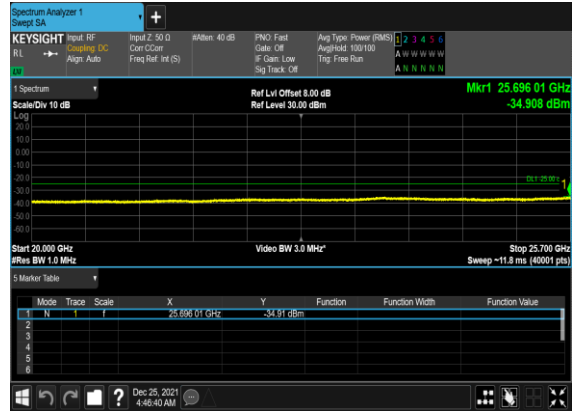 Spectrum Analyzer 1
Swept SA
+
KEYSIGHT Input: RF Input Z: 50 Ω #Atten: 40 dB PNO: Fast Avg Type: Power (RMS) 1 2 3 4 5 6
RL Coupling: DC Corr CCorr Gate: Off Avg|Hold: 100/100 A W W W W W
Align: Auto Freq Ref: Int (S) IF Gain: Low Trig: Free Run
Sig Track: Off A N N N N N
1 Spectrum Ref Lvl Offset 8.00 dB Mkr1 25.696 01 GHz
Scale/Div 10 dB Ref Level 30.00 dBm -34.908 dBm
Log
20.0
10.0
0.00
-10.0
-20.0
DL1 -25.00
-30.0 1
-40.0
-50.0
-60.0
Start 20.000 GHz Video BW 3.0 MHz* Stop 25.700 GHz
#Res BW 1.0 MHz Sweep ~11.8 ms (40001 pts)
5 Marker Table
Mode Trace Scale X Y Function Function Width Function Value
1 N 1 f 25.696 01 GHz -34.91 dBm
2
3
4
5
6
? Dec 25, 2021
4:46:40 AM